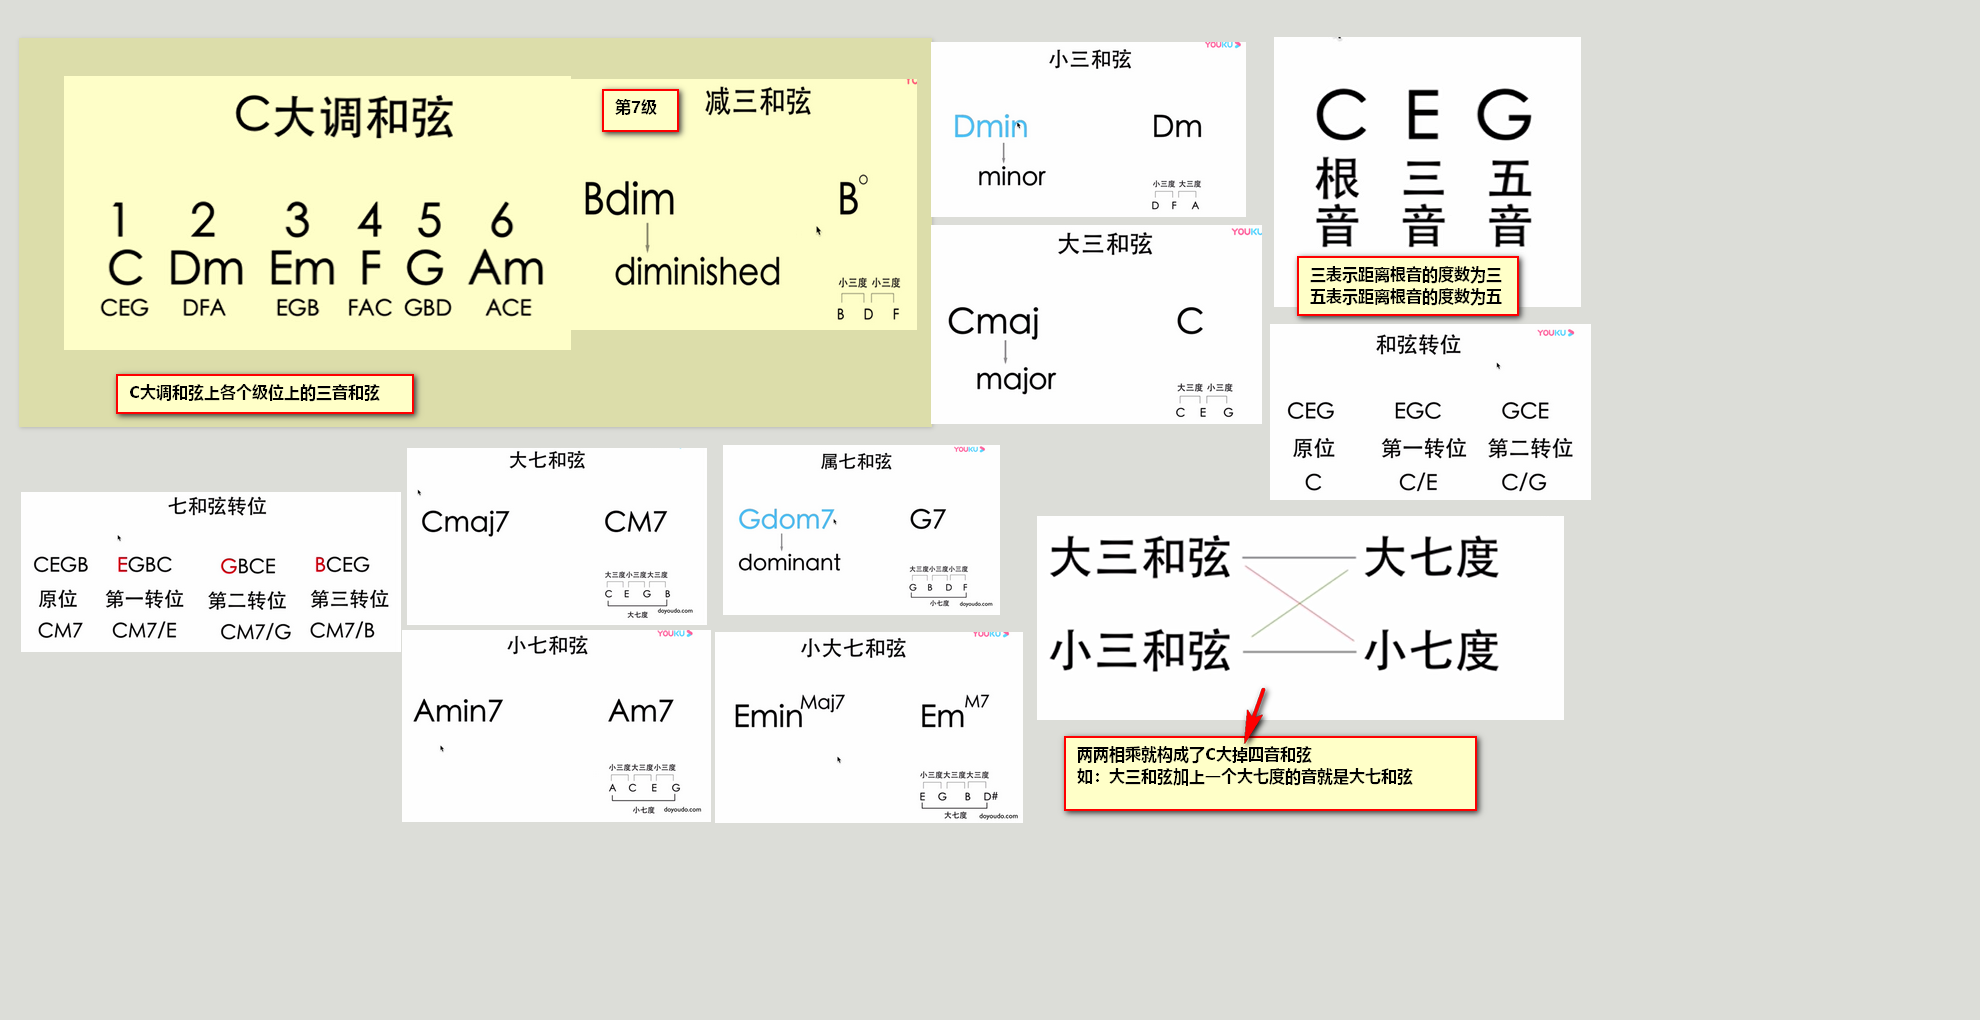 C大调和弦
1 2 3 4 5 6
C Dm Em F G Am
CEG DFA EGB FAC GBD ACE
C大调和弦上各个级位上的三音和弦
第7级
减三和弦
Bdim B°
diminished
小三度 小三度
B D F
YOUKU
小三和弦
Dmin Dm
minor
小三度 大三度
D F A
YOUKU
大三和弦
Cmaj C
major
大三度 小三度
C E G
C E G
根音 三音 五音
三表示距离根音的度数为三
五表示距离根音的度数为五
YOUKU
和弦转位
CEG EGC GCE
原位 第一转位 第二转位
C C/E C/G
七和弦转位
CEGB EGBC GBCE BCEG
原位 第一转位 第二转位 第三转位
CM7 CM7/E CM7/G CM7/B
大七和弦
Cmaj7 CM7
大三度小三度大三度
C E G B
大七度
doyoudo.com
YOUKU
属七和弦
Gdom7 G7
dominant
大三度小三度小三度
G B D F
小七度
doyoudo.com
YOUKU
小七和弦
Amin7 Am7
小三度大三度小三度
A C E G
小七度
doyoudo.com
YOUKU
小大七和弦
EminMaj7 EmM7
小三度大三度大三度
E G B D#
大七度
doyoudo.com
大三和弦 大七度
小三和弦 小七度
两两相乘就构成了C大掉四音和弦
如：大三和弦加上一个大七度的音就是大七和弦